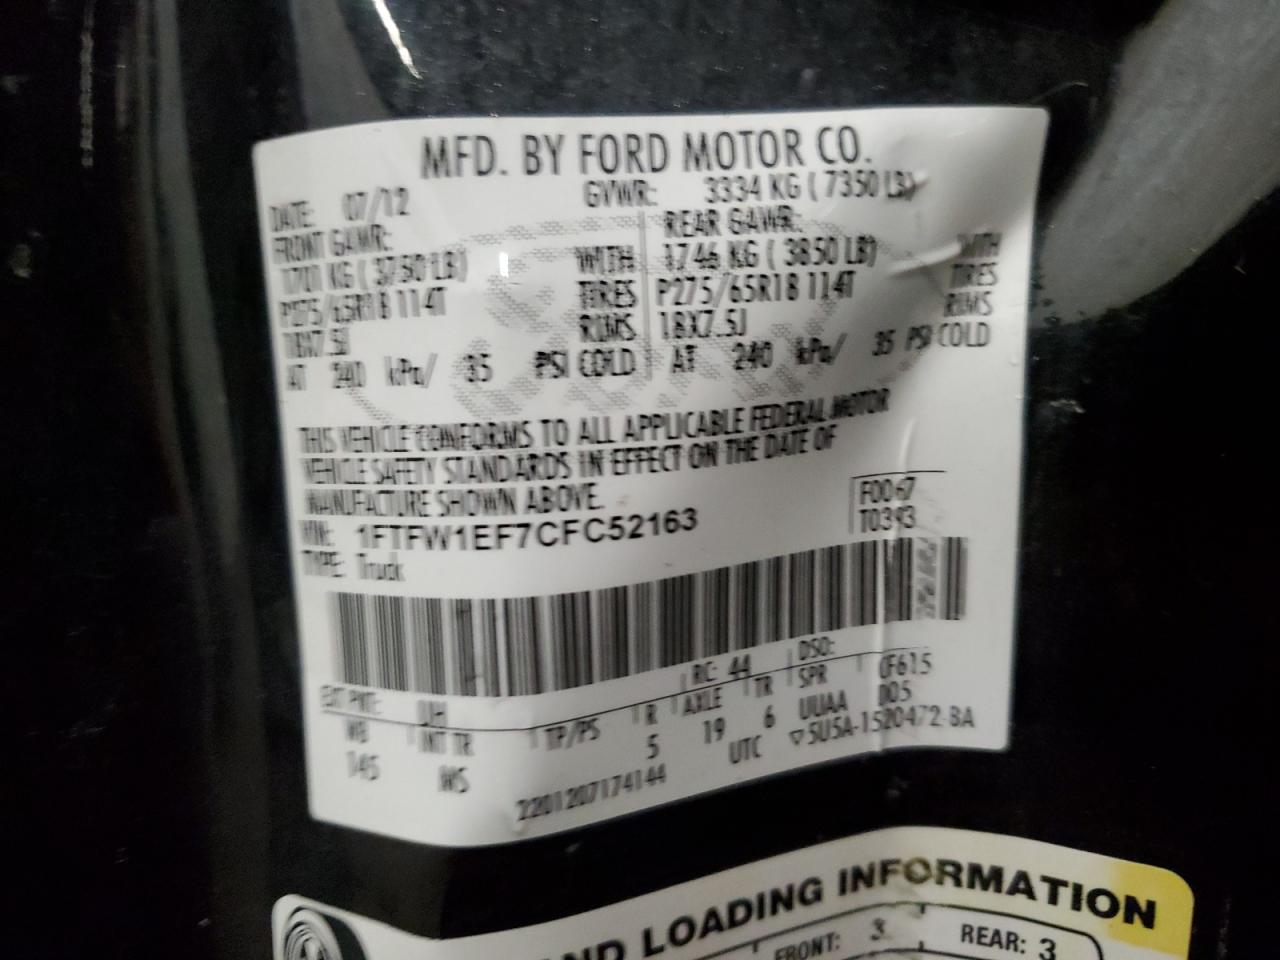 MFD. BY FORD MOTOR CO.
DATE: 07/12 GVWR: 3334 KG ( 7350 LB)
FRONT GAWR: REAR GAWR:
1701 KG ( 3750 LB) WITH 1746 KG ( 3850 LB) WITH
P275/65R18 114T TIRES P275/65R18 114T TIRES
18X7.5J RIMS 18X7.5J RIMS
AT 240 kPa/ 35 PSI COLD AT 240 kPa/ 35 PSI COLD
THIS VEHICLE CONFORMS TO ALL APPLICABLE FEDERAL MOTOR
VEHICLE SAFETY STANDARDS IN EFFECT ON THE DATE OF
MANUFACTURE SHOWN ABOVE.
VIN: 1FTFW1EF7CFC52163 F0067
TYPE: Truck T0393
EXT PNT: UH RC: 44 DSO:
WB INT TR TP/PS R AXLE TR SPR CF615
145 MS 5 19 6 UUAA D05
2201207174144 UTC ▽5U5A-1520472-BA
AND LOADING INFORMATION
FRONT: 3 REAR: 3